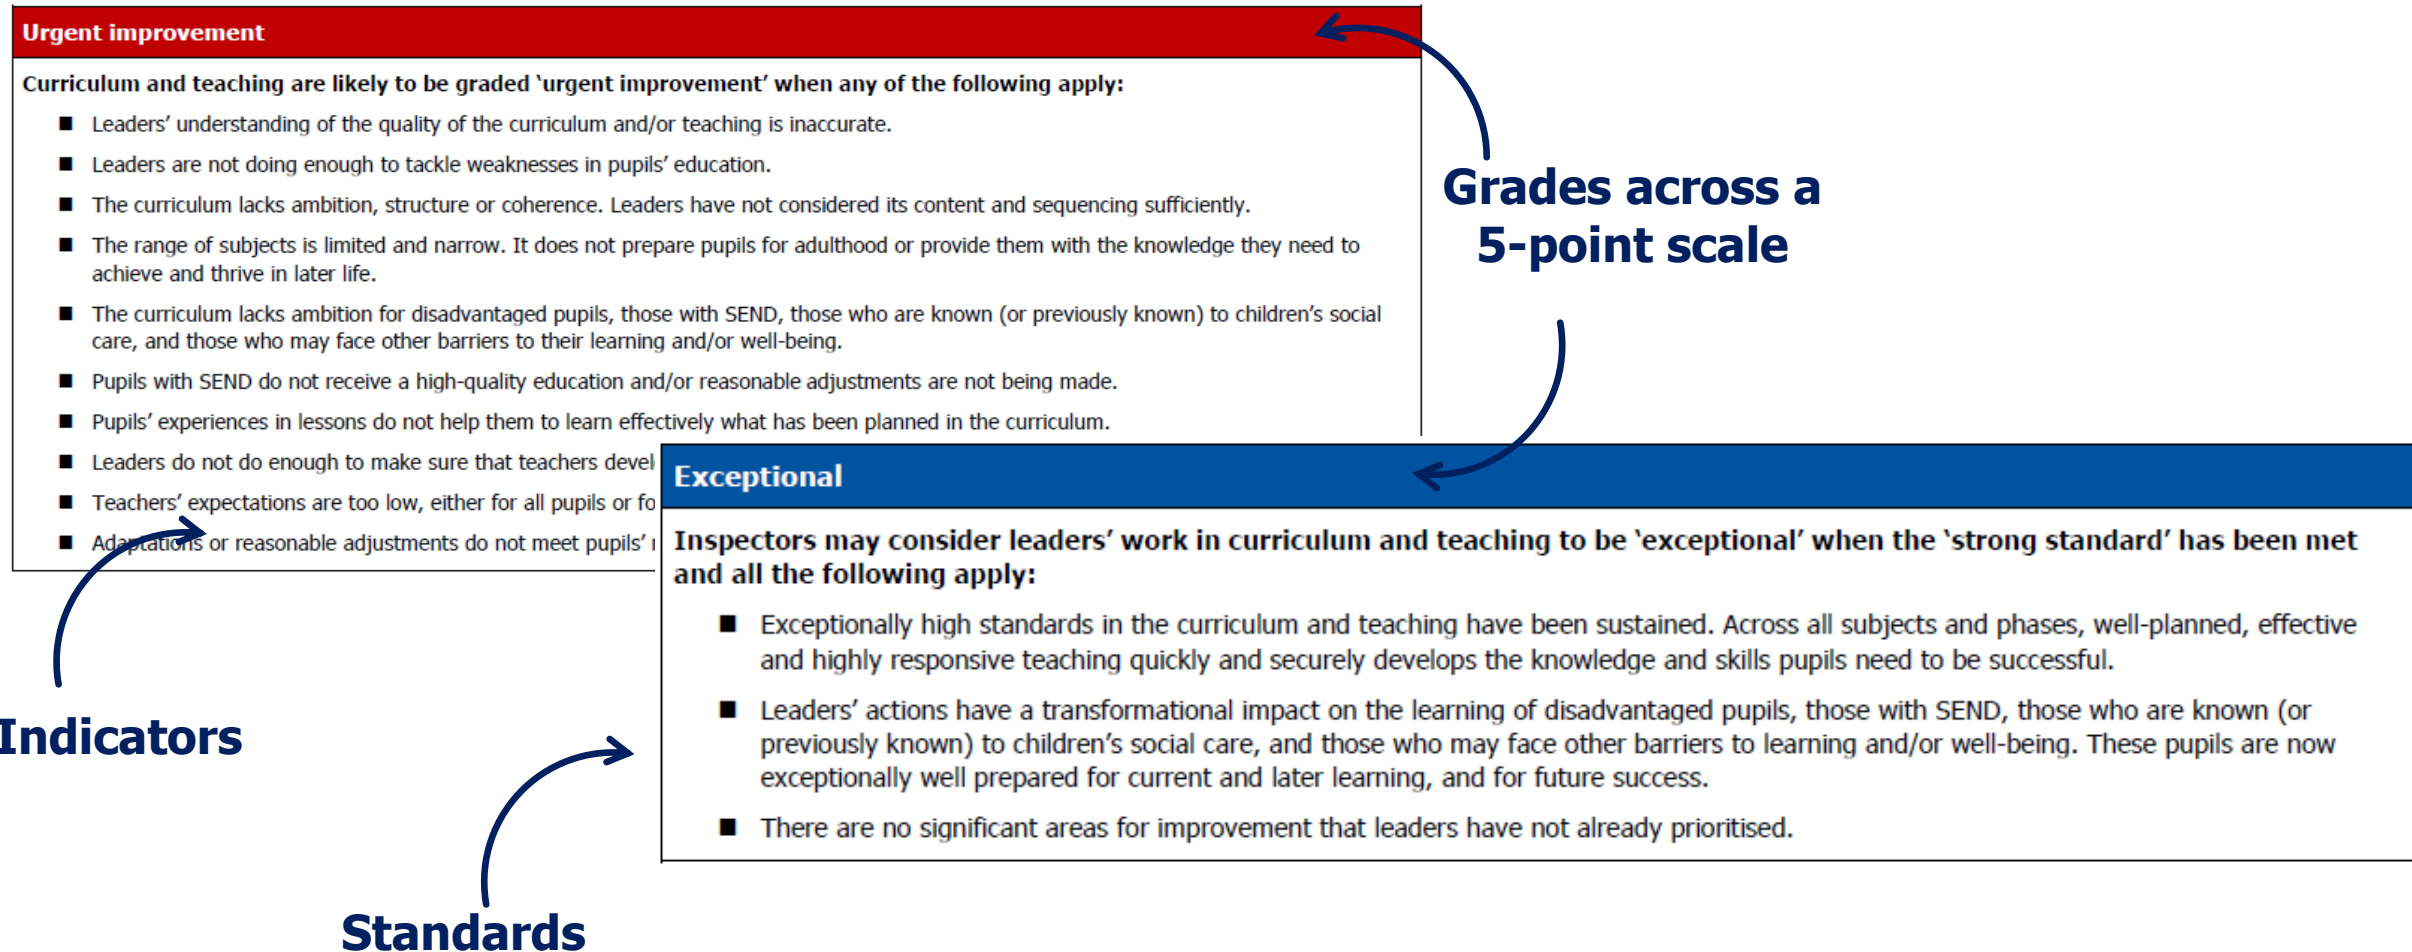 Urgent improvement
Curriculum and teaching are likely to be graded ‘urgent improvement’ when any of the following apply:
■ Leaders’ understanding of the quality of the curriculum and/or teaching is inaccurate.
■ Leaders are not doing enough to tackle weaknesses in pupils’ education.
■ The curriculum lacks ambition, structure or coherence. Leaders have not considered its content and sequencing sufficiently.
■ The range of subjects is limited and narrow. It does not prepare pupils for adulthood or provide them with the knowledge they need to
achieve and thrive in later life.
■ The curriculum lacks ambition for disadvantaged pupils, those with SEND, those who are known (or previously known) to children’s social
care, and those who may face other barriers to their learning and/or well-being.
■ Pupils with SEND do not receive a high-quality education and/or reasonable adjustments are not being made.
■ Pupils’ experiences in lessons do not help them to learn effectively what has been planned in the curriculum.
■ Leaders do not do enough to make sure that teachers devel
■ Teachers’ expectations are too low, either for all pupils or fo
■ Adaptations or reasonable adjustments do not meet pupils’
Grades across a
5-point scale
Exceptional
Inspectors may consider leaders’ work in curriculum and teaching to be ‘exceptional’ when the ‘strong standard’ has been met
and all the following apply:
■ Exceptionally high standards in the curriculum and teaching have been sustained. Across all subjects and phases, well-planned, effective
and highly responsive teaching quickly and securely develops the knowledge and skills pupils need to be successful.
■ Leaders’ actions have a transformational impact on the learning of disadvantaged pupils, those with SEND, those who are known (or
previously known) to children’s social care, and those who may face other barriers to learning and/or well-being. These pupils are now
exceptionally well prepared for current and later learning, and for future success.
■ There are no significant areas for improvement that leaders have not already prioritised.
Indicators
Standards